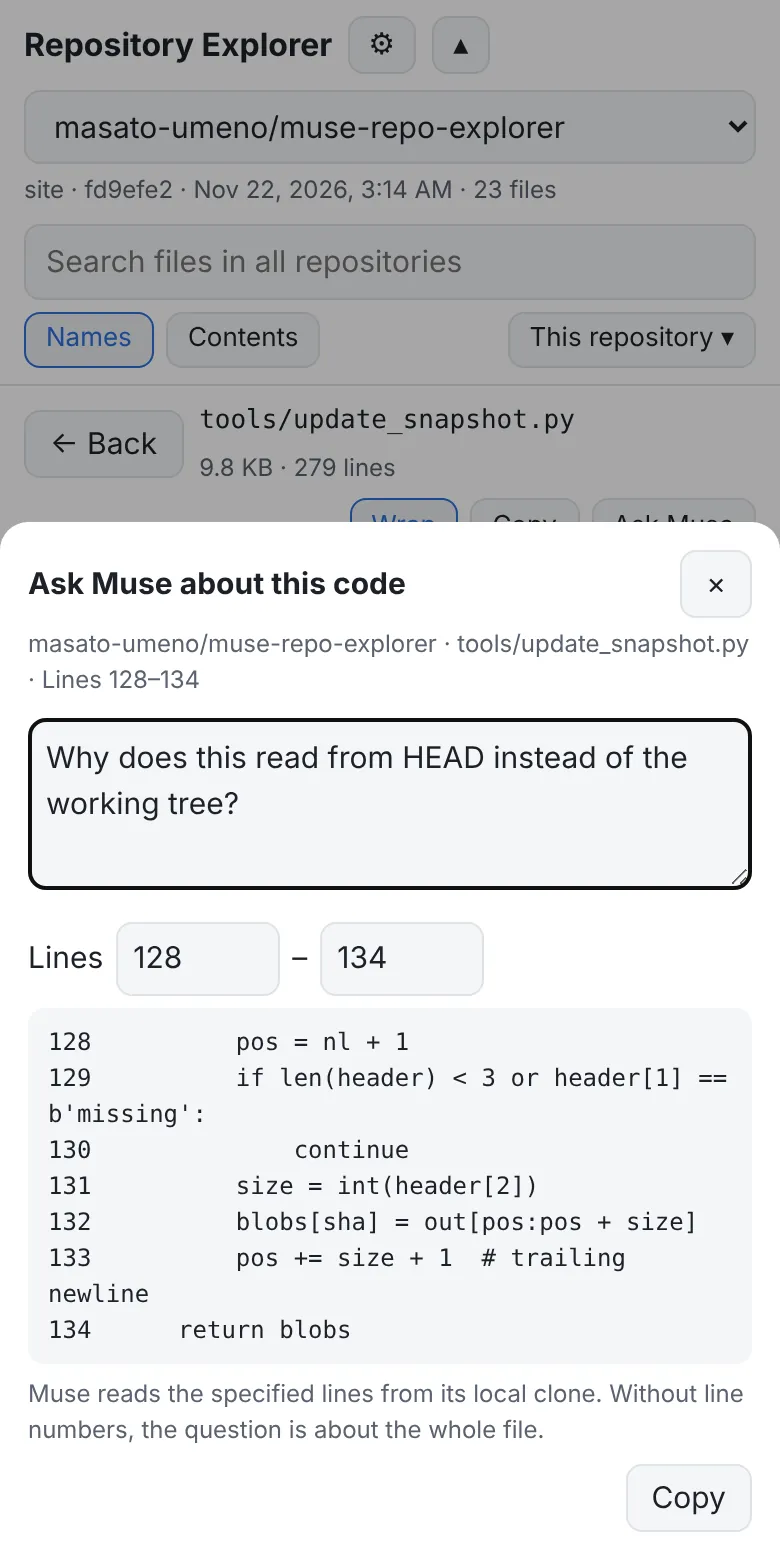 Repository Explorer ⚙ ▲
masato-umeno/muse-repo-explorer
site · fd9efe2 · Nov 22, 2026, 3:14 AM · 23 files
Search files in all repositories
Names Contents This repository ▾
← Back
tools/update_snapshot.py
9.8 KB · 279 lines
Wrap Copy Ask Muse
Ask Muse about this code ×
masato-umeno/muse-repo-explorer · tools/update_snapshot.py
· Lines 128–134
Why does this read from HEAD instead of the
working tree?
Lines 128 – 134
128          pos = nl + 1
129          if len(header) < 3 or header[1] ==
b'missing':
130              continue
131          size = int(header[2])
132          blobs[sha] = out[pos:pos + size]
133          pos += size + 1  # trailing
newline
134      return blobs
Muse reads the specified lines from its local clone. Without line
numbers, the question is about the whole file.
Copy